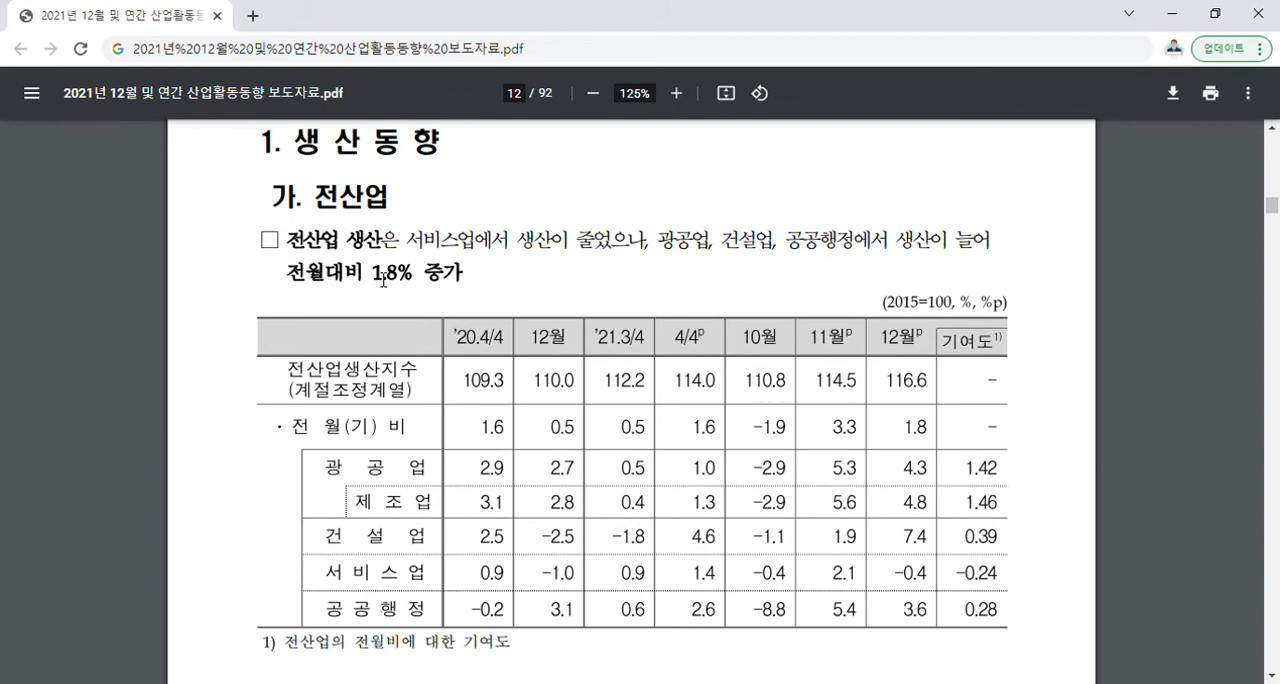 2021년 12월 및 연간 산업활동동
2021년%2012월%20및%20연간%20산업활동동향%20보도자료.pdf
업데이트
2021년 12월 및 연간 산업활동동향 보도자료.pdf
12 / 92
125%
1. 생 산 동 향
가. 전산업
□ 전산업 생산은 서비스업에서 생산이 줄었으나, 광공업, 건설업, 공공행정에서 생산이 늘어
전월대비 1.8% 증가
(2015=100, %, %p)
'20.4/4 12월 '21.3/4 4/4p 10월 11월p 12월p 기여도1)
전산업생산지수
(계절조정계열) 109.3 110.0 112.2 114.0 110.8 114.5 116.6 −
· 전 월(기) 비 1.6 0.5 0.5 1.6 −1.9 3.3 1.8 −
광 공 업 2.9 2.7 0.5 1.0 −2.9 5.3 4.3 1.42
제 조 업 3.1 2.8 0.4 1.3 −2.9 5.6 4.8 1.46
건 설 업 2.5 −2.5 −1.8 4.6 −1.1 1.9 7.4 0.39
서 비 스 업 0.9 −1.0 0.9 1.4 −0.4 2.1 −0.4 −0.24
공 공 행 정 −0.2 3.1 0.6 2.6 −8.8 5.4 3.6 0.28
1) 전산업의 전월비에 대한 기여도